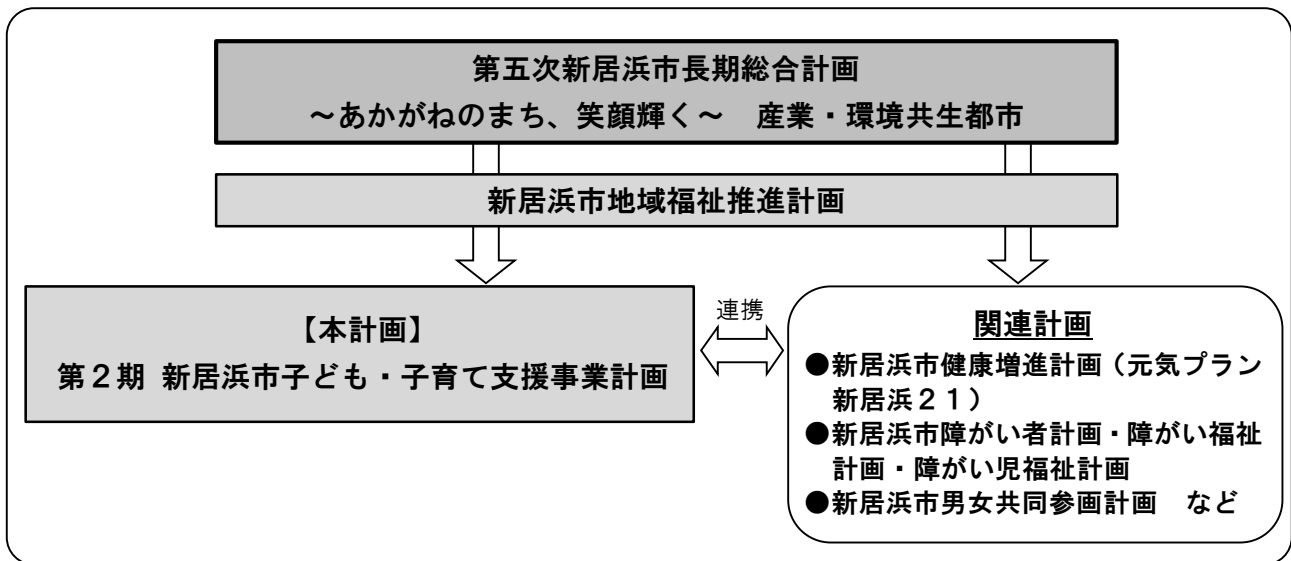 第五次新居浜市長期総合計画
～あかがねのまち、笑顔輝く～　産業・環境共生都市
新居浜市地域福祉推進計画
【本計画】
第２期 新居浜市子ども・子育て支援事業計画
連携
関連計画
●新居浜市健康増進計画（元気プラン
新居浜２１）
●新居浜市障がい者計画・障がい福祉
計画・障がい児福祉計画
●新居浜市男女共同参画計画　など